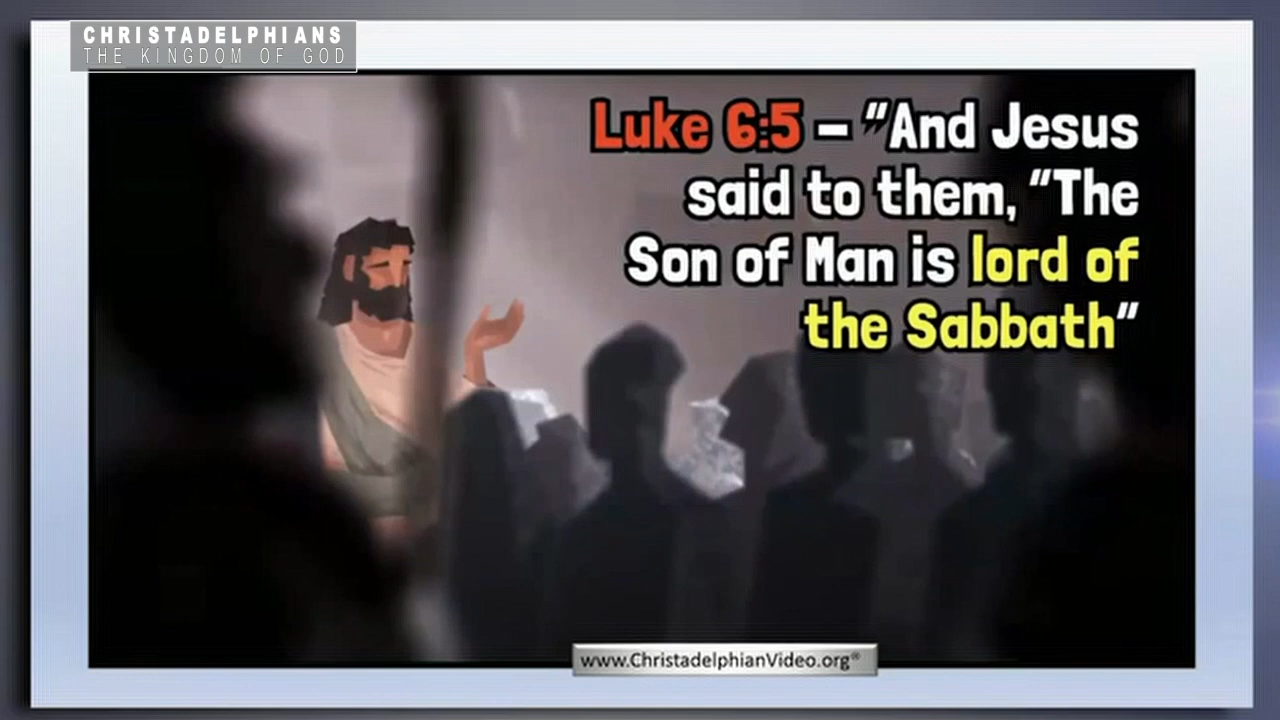 CHRISTADELPHIANS
THE KINGDOM OF GOD
Luke 6:5 – “And Jesus
said to them, “The
Son of Man is lord of
the Sabbath”
www.ChristadelphianVideo.org®